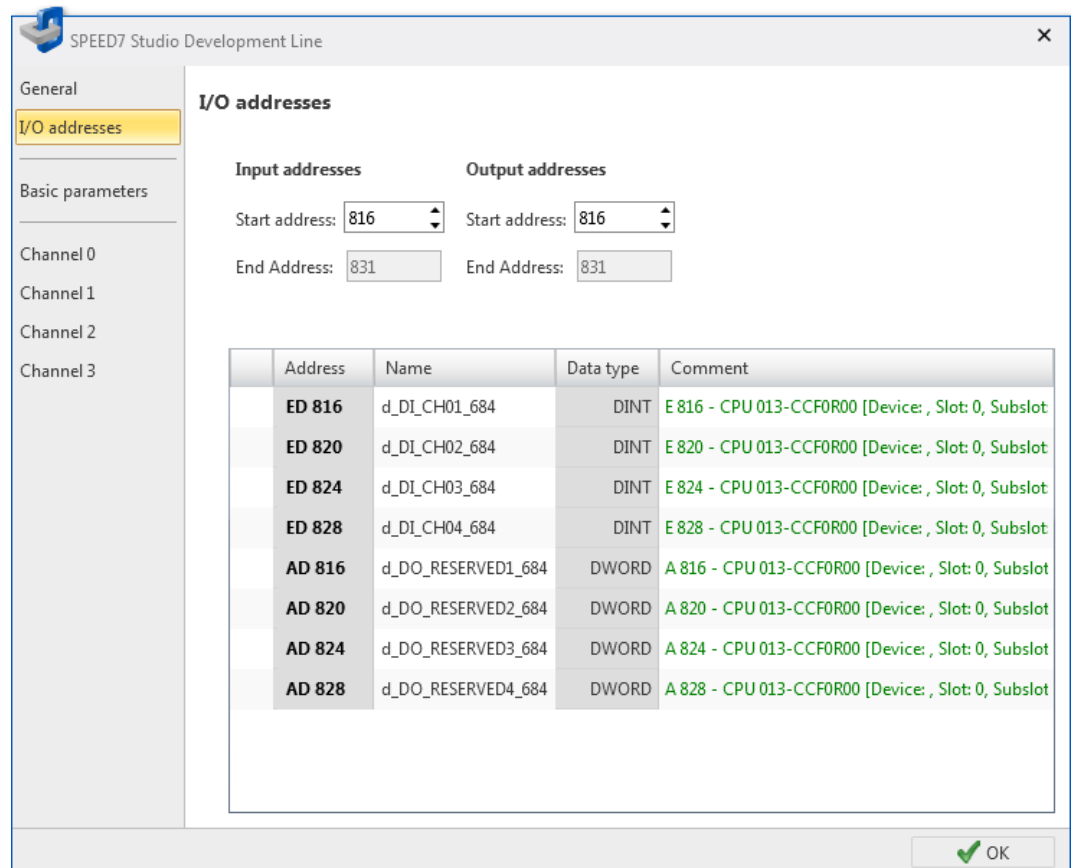 SPEED7 Studio Development Line
General
I/O addresses
Basic parameters
Channel 0
Channel 1
Channel 2
Channel 3
I/O addresses
Input addresses Output addresses
Start address: 816 Start address: 816
End Address: 831 End Address: 831
Address Name Data type Comment
ED 816 d_DI_CH01_684 DINT E 816 - CPU 013-CCF0R00 [Device: , Slot: 0, Subslot:
ED 820 d_DI_CH02_684 DINT E 820 - CPU 013-CCF0R00 [Device: , Slot: 0, Subslot:
ED 824 d_DI_CH03_684 DINT E 824 - CPU 013-CCF0R00 [Device: , Slot: 0, Subslot:
ED 828 d_DI_CH04_684 DINT E 828 - CPU 013-CCF0R00 [Device: , Slot: 0, Subslot:
AD 816 d_DO_RESERVED1_684 DWORD A 816 - CPU 013-CCF0R00 [Device: , Slot: 0, Subslot
AD 820 d_DO_RESERVED2_684 DWORD A 820 - CPU 013-CCF0R00 [Device: , Slot: 0, Subslot
AD 824 d_DO_RESERVED3_684 DWORD A 824 - CPU 013-CCF0R00 [Device: , Slot: 0, Subslot
AD 828 d_DO_RESERVED4_684 DWORD A 828 - CPU 013-CCF0R00 [Device: , Slot: 0, Subslot
OK